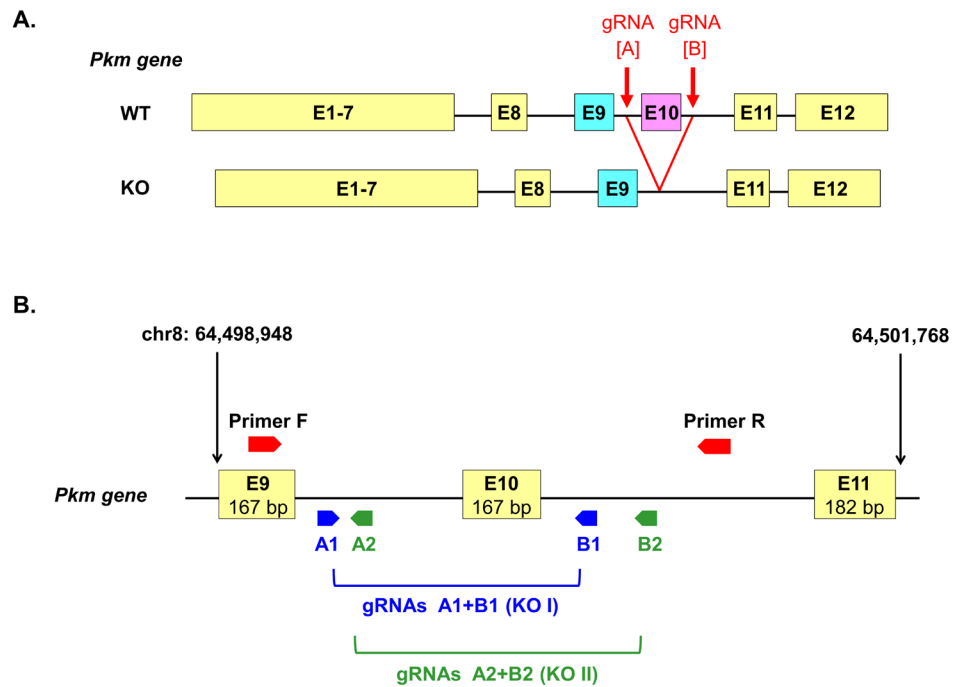 A.
gRNA gRNA
[A] [B]
Pkm gene
WT E1-7 E8 E9 E10 E11 E12
KO E1-7 E8 E9 E11 E12
B.
chr8: 64,498,948 64,501,768
Primer F Primer R
Pkm gene E9 E10 E11
167 bp 167 bp 182 bp
A1 A2 B1 B2
gRNAs A1+B1 (KO I)
gRNAs A2+B2 (KO II)